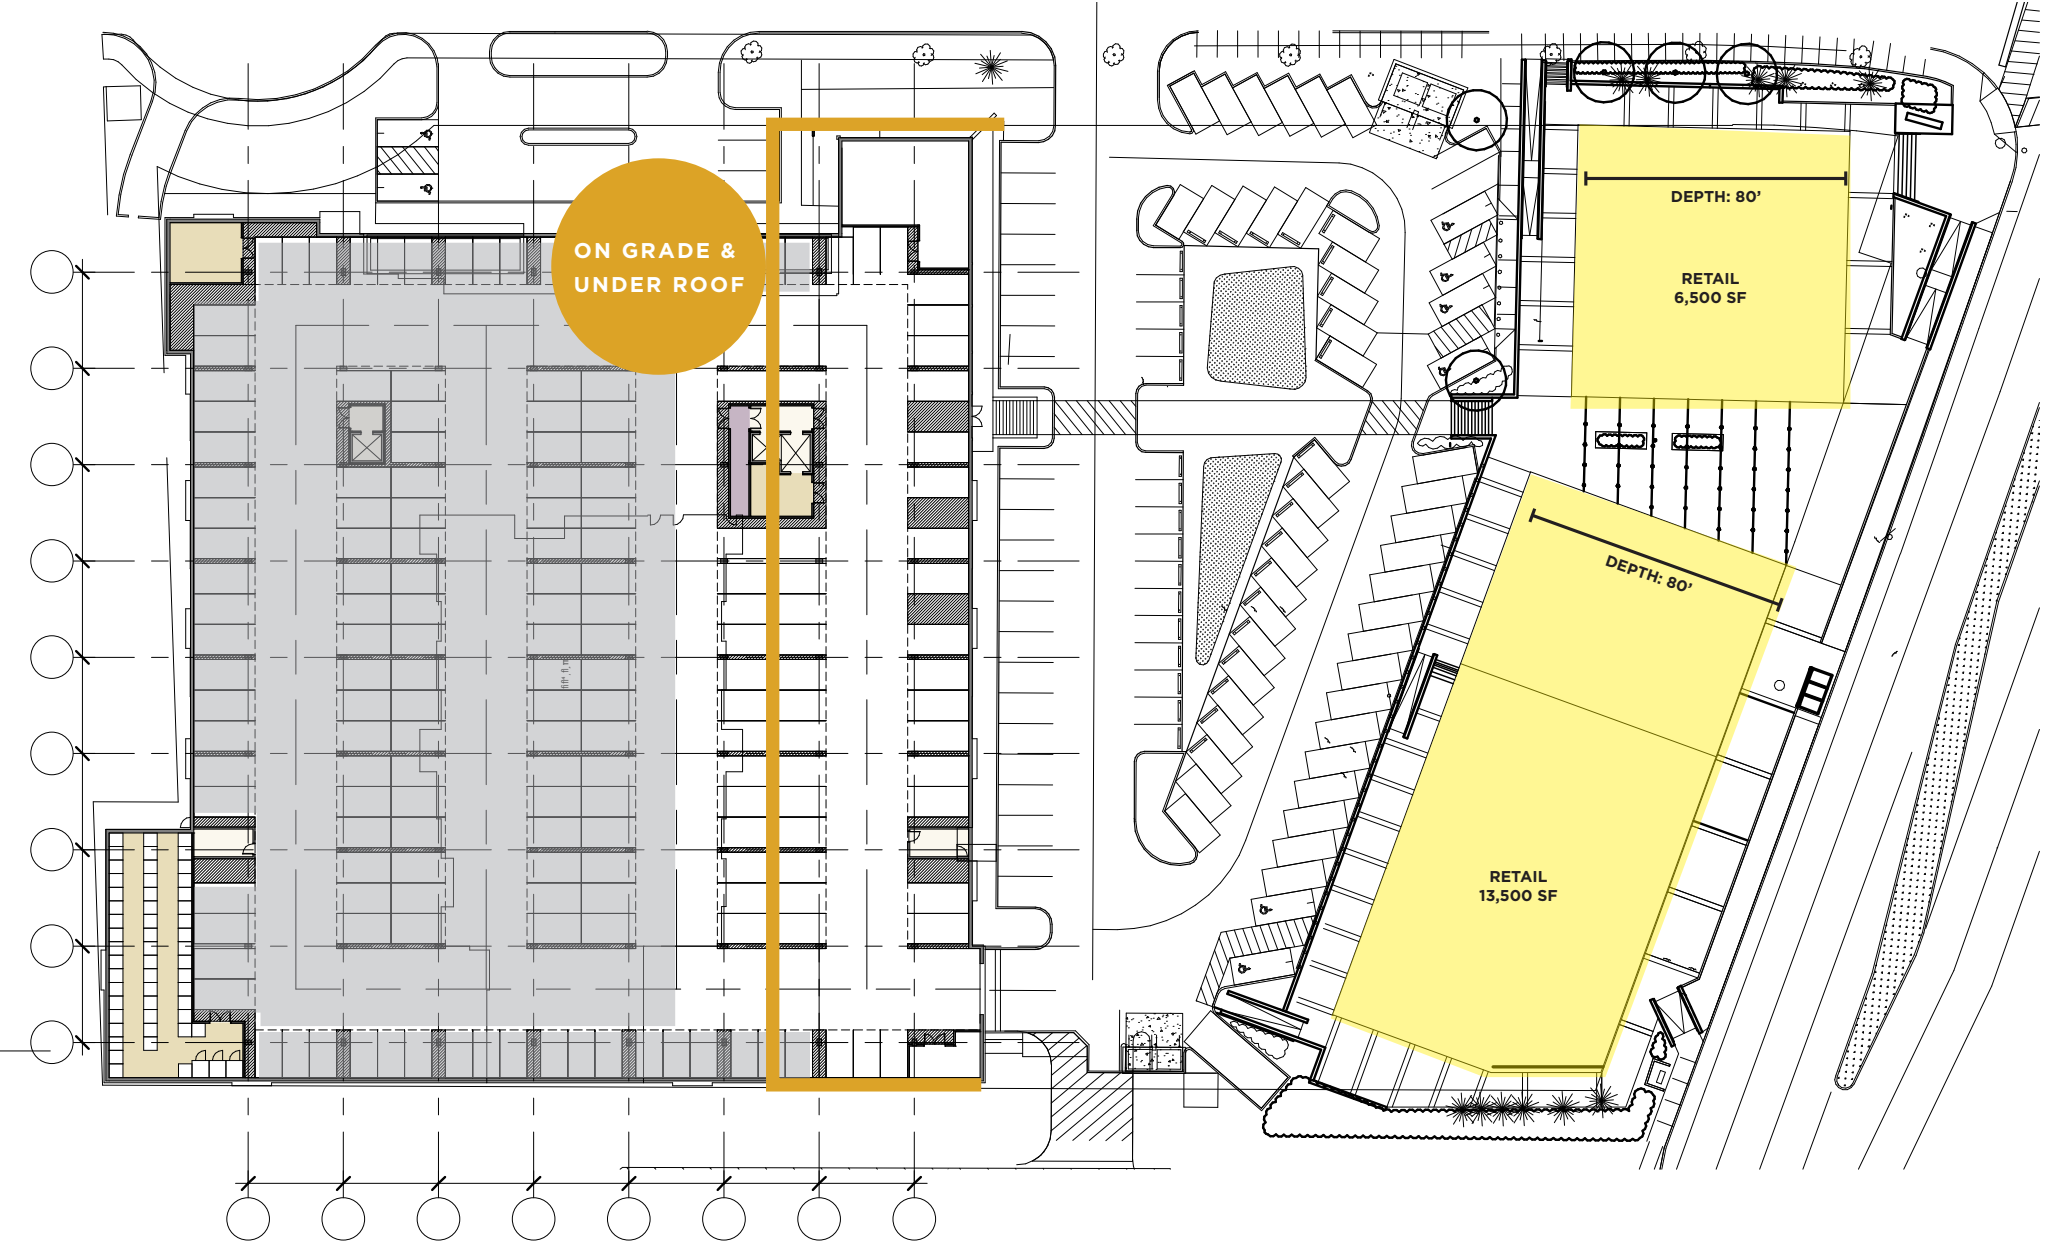 ON GRADE &
UNDER ROOF
DEPTH: 80’
RETAIL
6,500 SF
DEPTH: 80’
RETAIL
13,500 SF